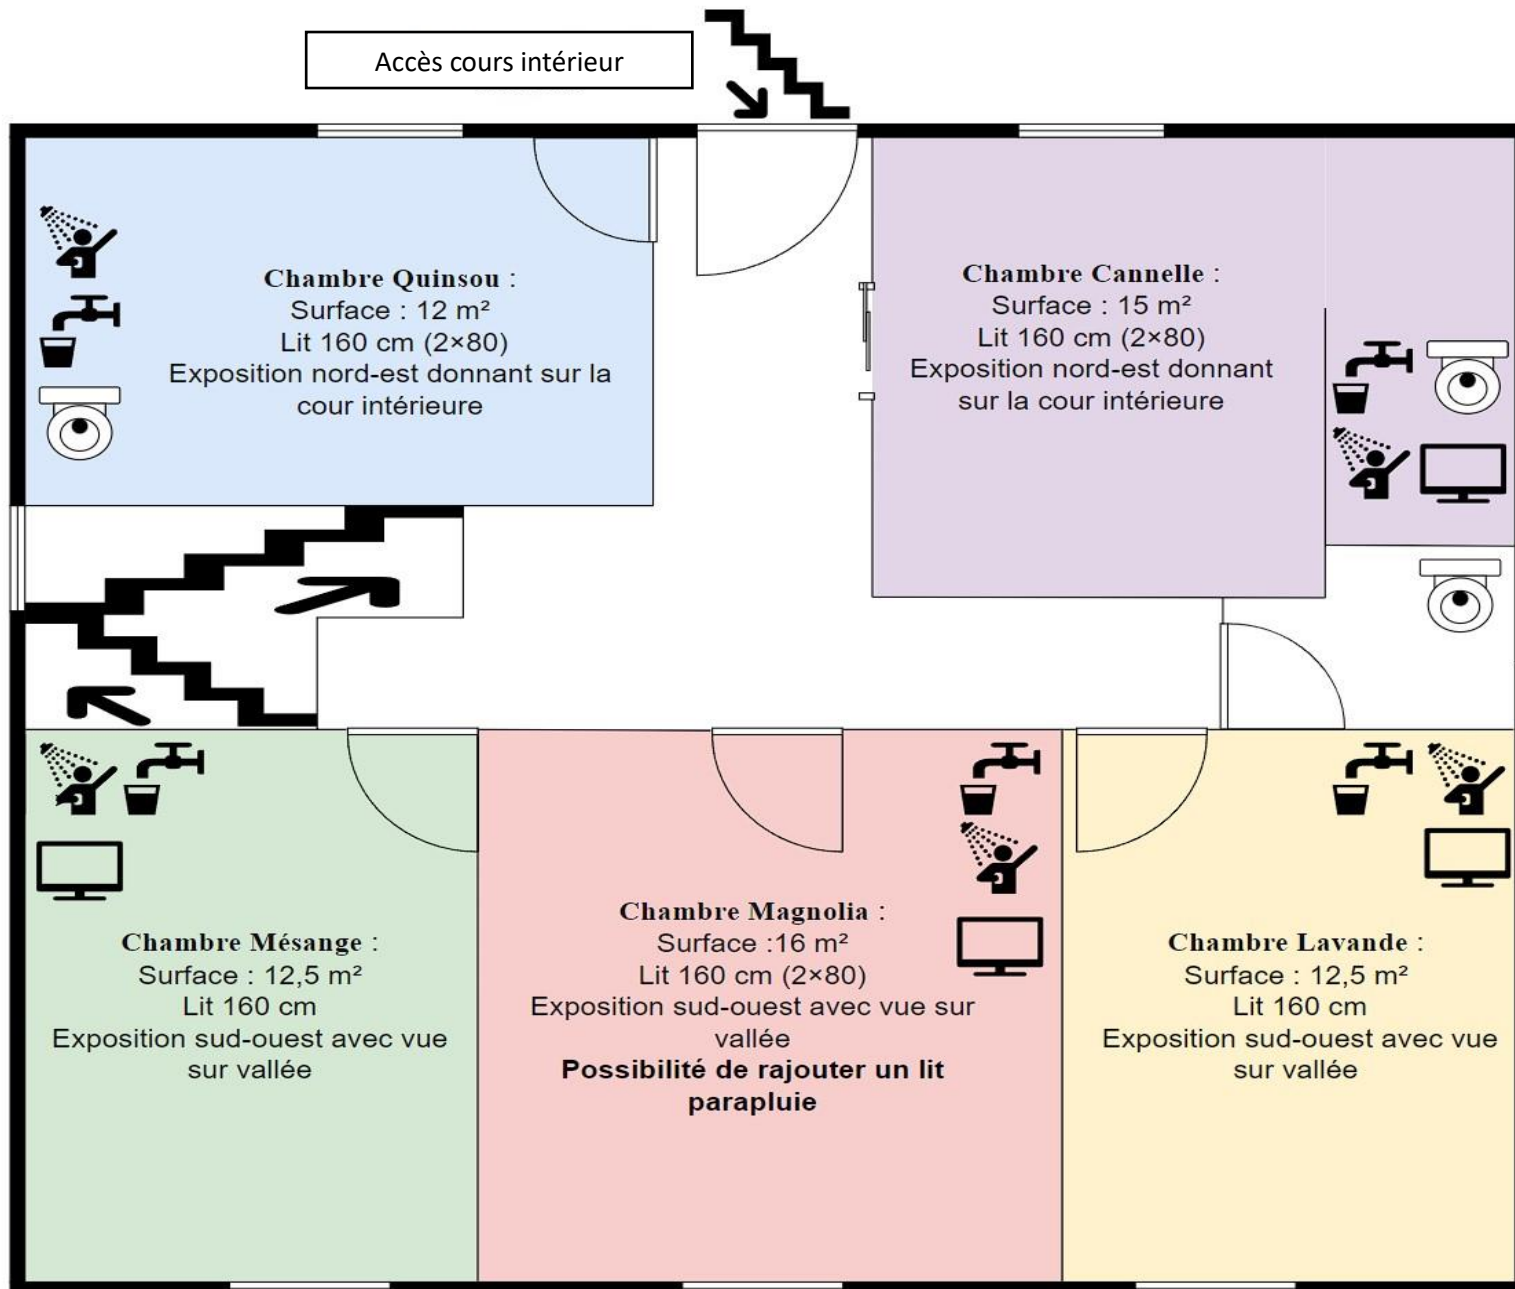 Accès cours intérieur
Chambre Quinsou :
Surface : 12 m²
Lit 160 cm (2×80)
Exposition nord-est donnant sur la
cour intérieure
Chambre Cannelle :
Surface : 15 m²
Lit 160 cm (2×80)
Exposition nord-est donnant
sur la cour intérieure
Chambre Mésange :
Surface : 12,5 m²
Lit 160 cm
Exposition sud-ouest avec vue
sur vallée
Chambre Magnolia :
Surface :16 m²
Lit 160 cm (2×80)
Exposition sud-ouest avec vue sur
vallée
Possibilité de rajouter un lit
parapluie
Chambre Lavande :
Surface : 12,5 m²
Lit 160 cm
Exposition sud-ouest avec vue
sur vallée